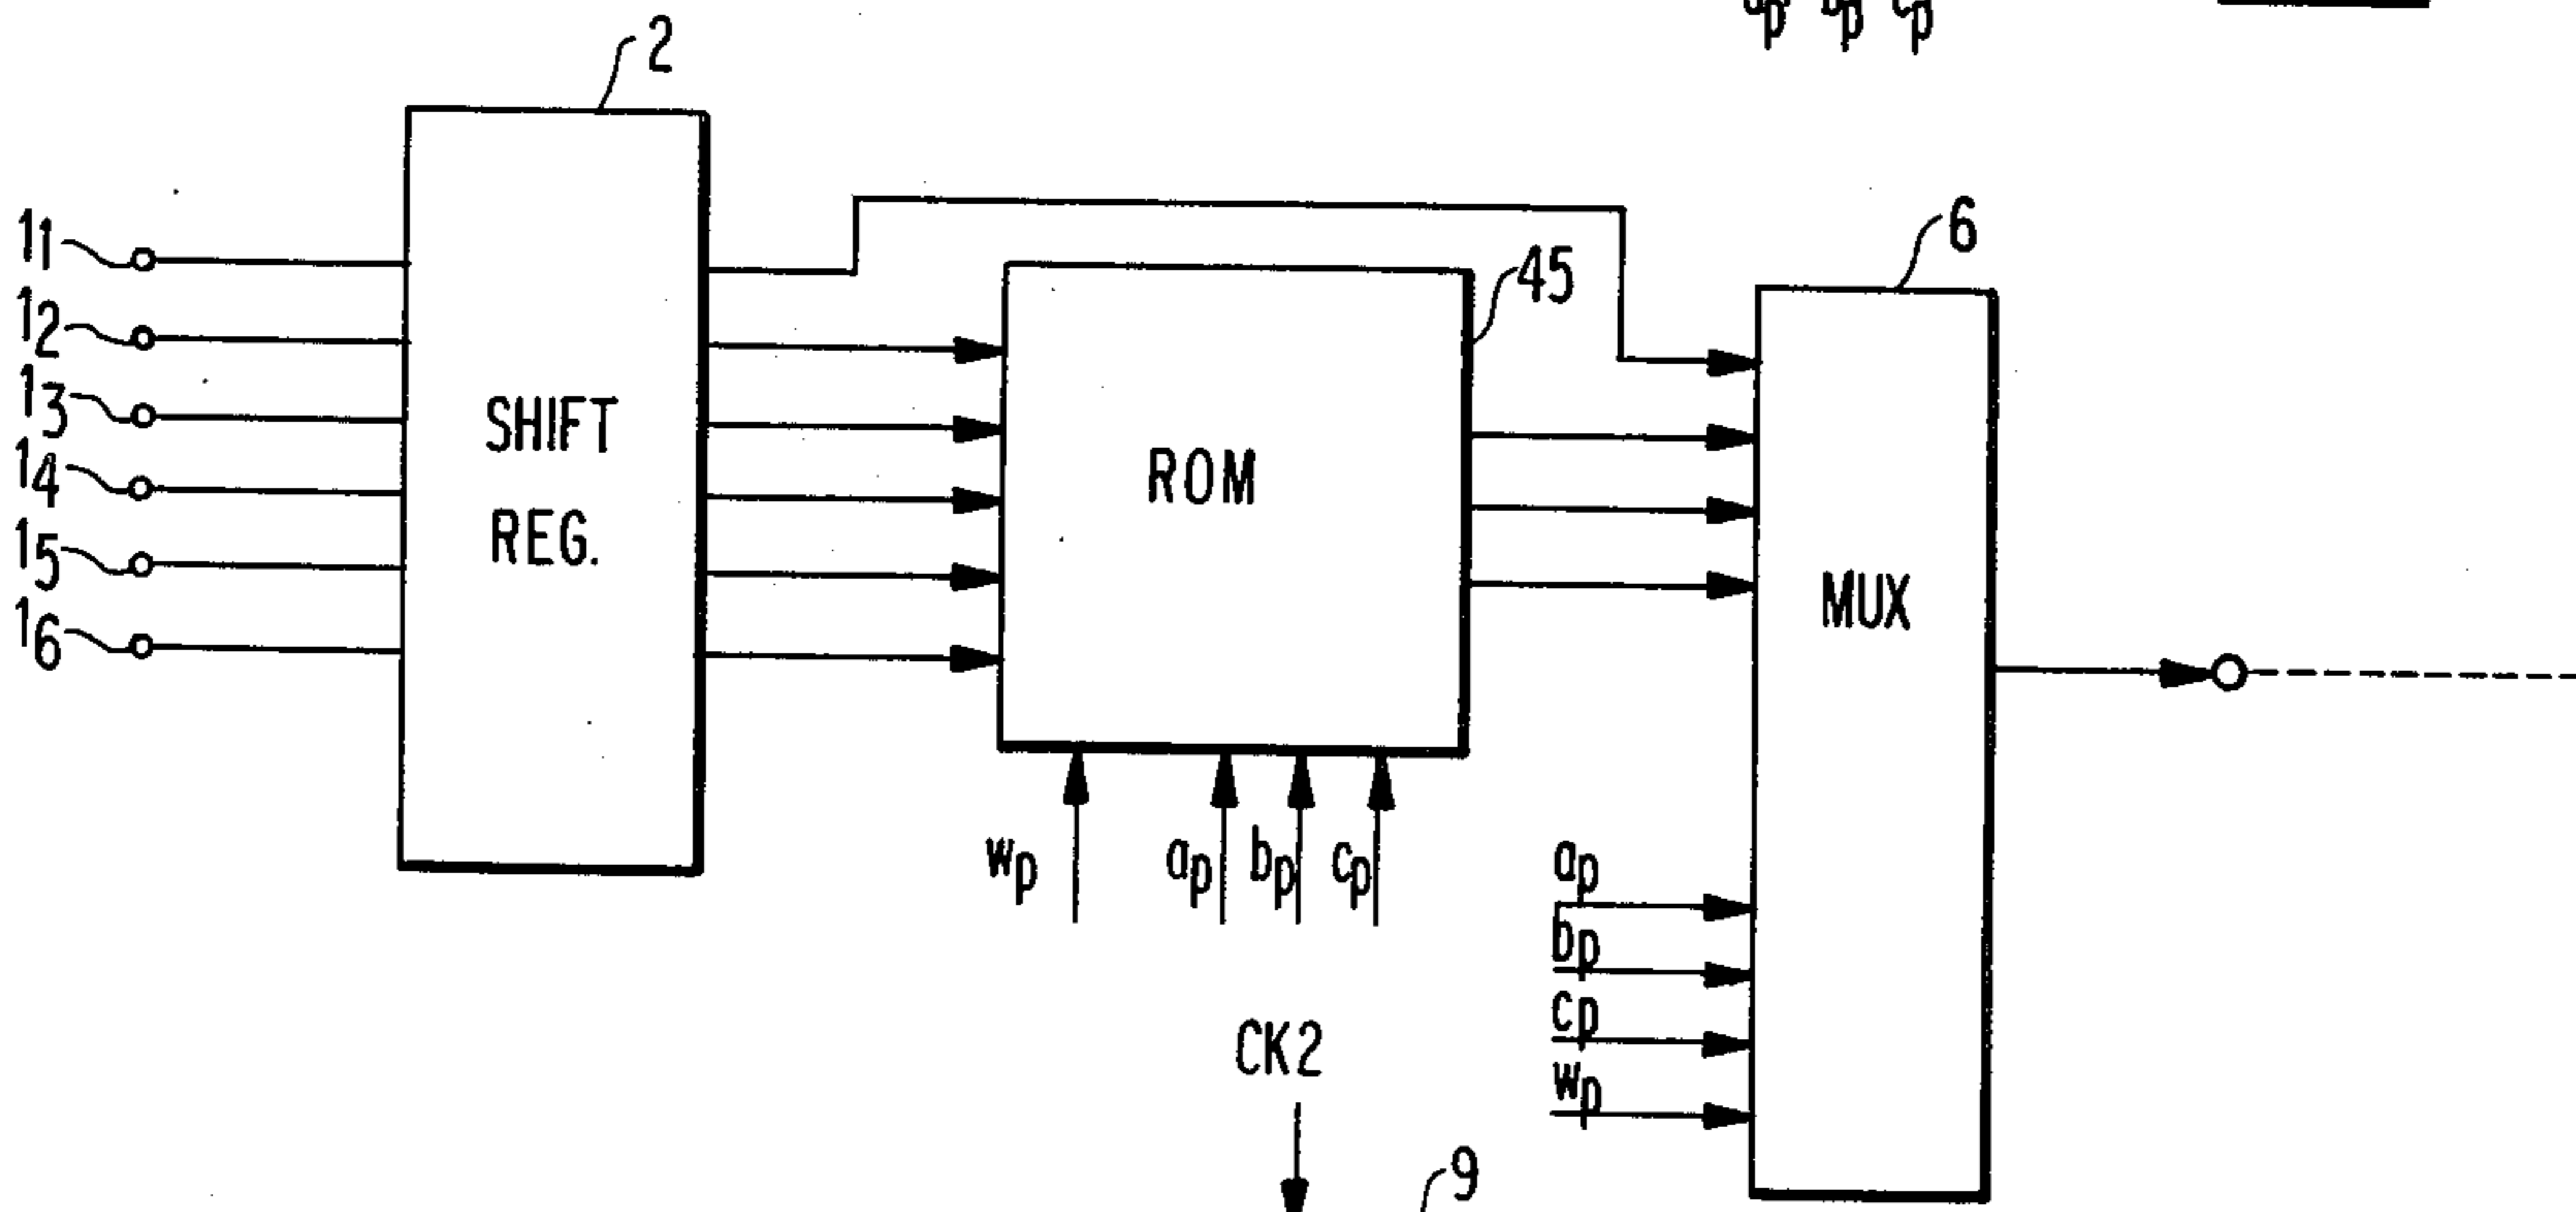 2
6
45
1₁
1₂
1₃
1₄
1₅
1₆
SHIFT
REG.
ROM
MUX
wₚ aₚ bₚ cₚ
aₚ
bₚ
cₚ
wₚ
CK2
9